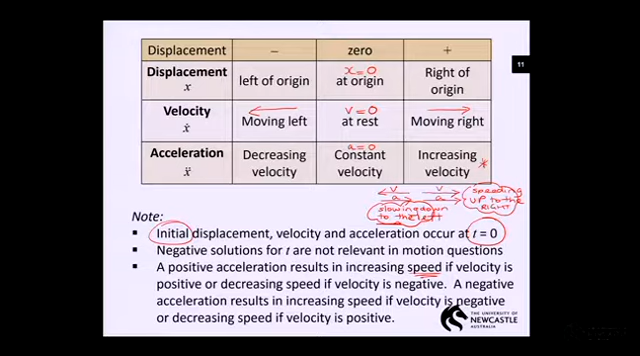 Displacement − zero +
Displacement x left of origin x=0 at origin Right of origin
Velocity ẋ Moving left v=0 at rest Moving right
Acceleration ẍ Decreasing velocity a=0 Constant velocity Increasing velocity *
v v
a a
speeding UP to the RIGHT
slowing down to the left
Note:
Initial displacement, velocity and acceleration occur at t = 0
Negative solutions for t are not relevant in motion questions
A positive acceleration results in increasing speed if velocity is
positive or decreasing speed if velocity is negative. A negative
acceleration results in increasing speed if velocity is negative
or decreasing speed if velocity is positive.
THE UNIVERSITY OF
NEWCASTLE
AUSTRALIA
11